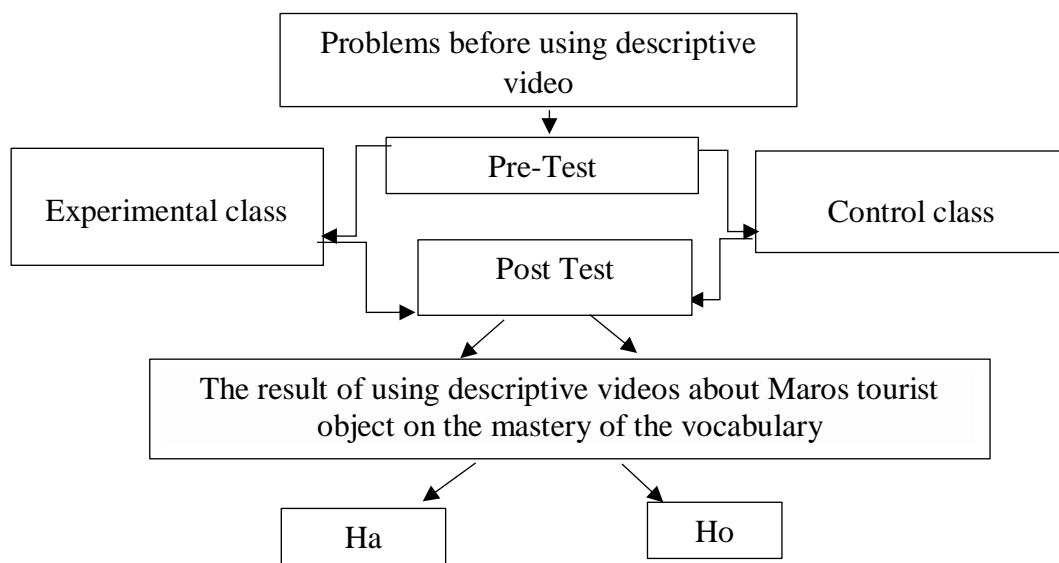 Problems before using descriptive
video
Pre-Test
Experimental class
Control class
Post Test
The result of using descriptive videos about Maros tourist
object on the mastery of the vocabulary
Ha
Ho